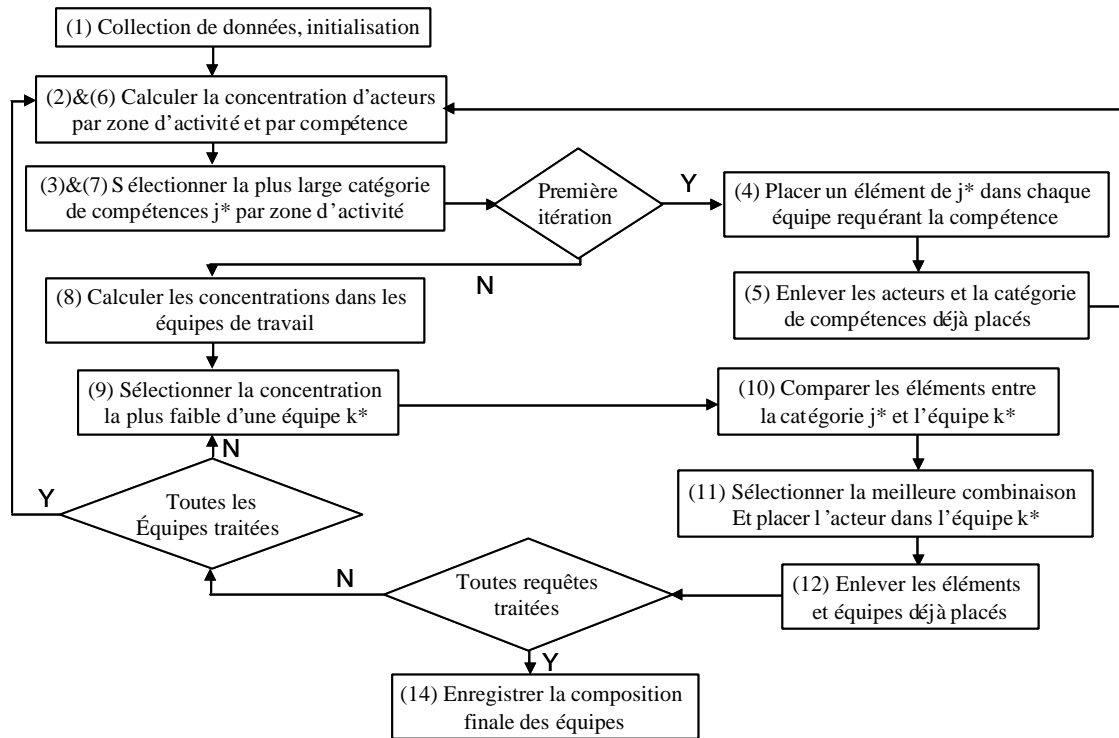 (1) Collection de données, initialisation
(2)&(6) Calculer la concentration d'acteurs
par zone d'activité et par compétence
(3)&(7) S électionner la plus large catégorie
de compétences j* par zone d'activité
Première
itération
Y
(4) Placer un élément de j* dans chaque
équipe requérant la compétence
N
(5) Enlever les acteurs et la catégorie
de compétences déjà placés
(8) Calculer les concentrations dans les
équipes de travail
(9) Sélectionner la concentration
la plus faible d'une équipe k*
(10) Comparer les éléments entre
la catégorie j* et l'équipe k*
N
Y
Toutes les
Équipes traitées
(11) Sélectionner la meilleure combinaison
Et placer l'acteur dans l'équipe k*
N
Toutes requêtes
traitées
(12) Enlever les éléments
et équipes déjà placés
Y
(14) Enregistrer la composition
finale des équipes